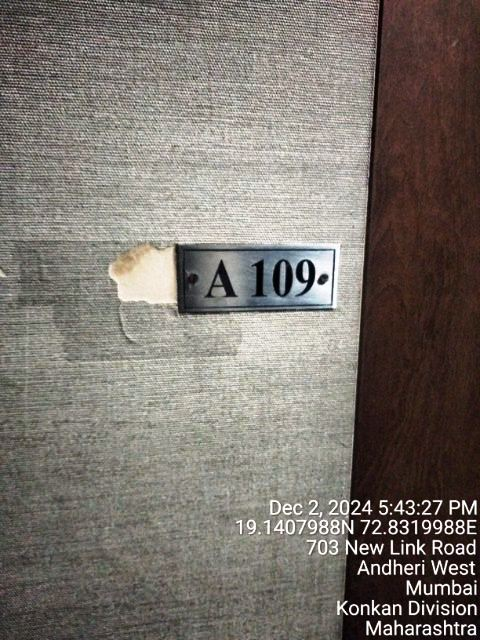 A 109
Dec 2, 2024 5:43:27 PM
19.1407988N 72.8319988E
703 New Link Road
Andheri West
Mumbai
Konkan Division
Maharashtra